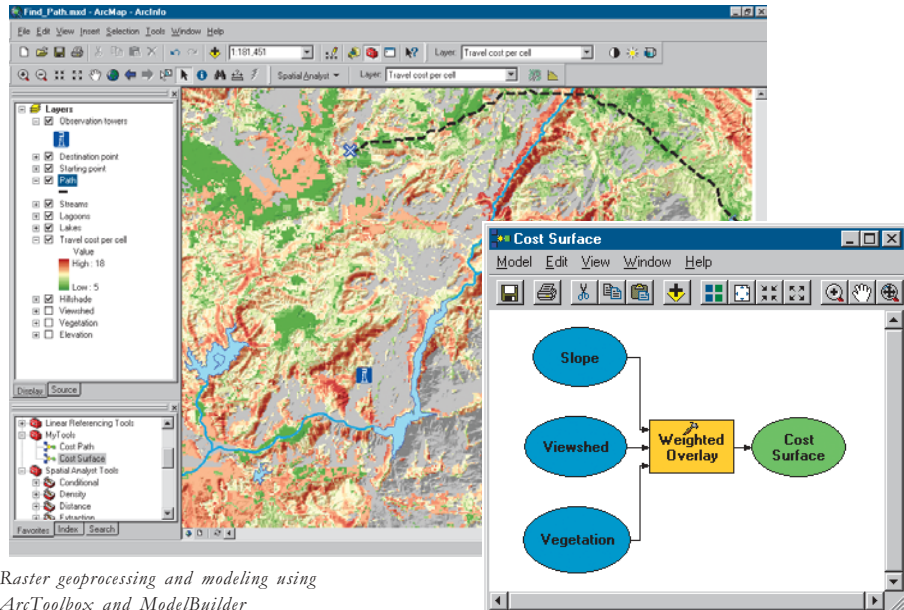 Find_Path.mxd - ArcMap - ArcInfo
File Edit View Insert Selection Tools Window Help
1:181,451
Layer: Travel cost per cell
Spatial Analyst
Layer: Travel cost per cell
Layers
Observation towers
Destination point
Starting point
Path
Streams
Lagoons
Lakes
Travel cost per cell
Value
High : 18
Low : 5
Hillshade
Viewshed
Vegetation
Elevation
Display Source
Linear Referencing Tools
MyTools
Cost Path
Cost Surface
Spatial Analyst Tools
Conditional
Density
Distance
Extraction
Favorites Index Search
Cost Surface
Model Edit View Window Help
Slope
Viewshed
Weighted
Overlay
Cost
Surface
Vegetation
Raster geoprocessing and modeling using
ArcToolbox and ModelBuilder